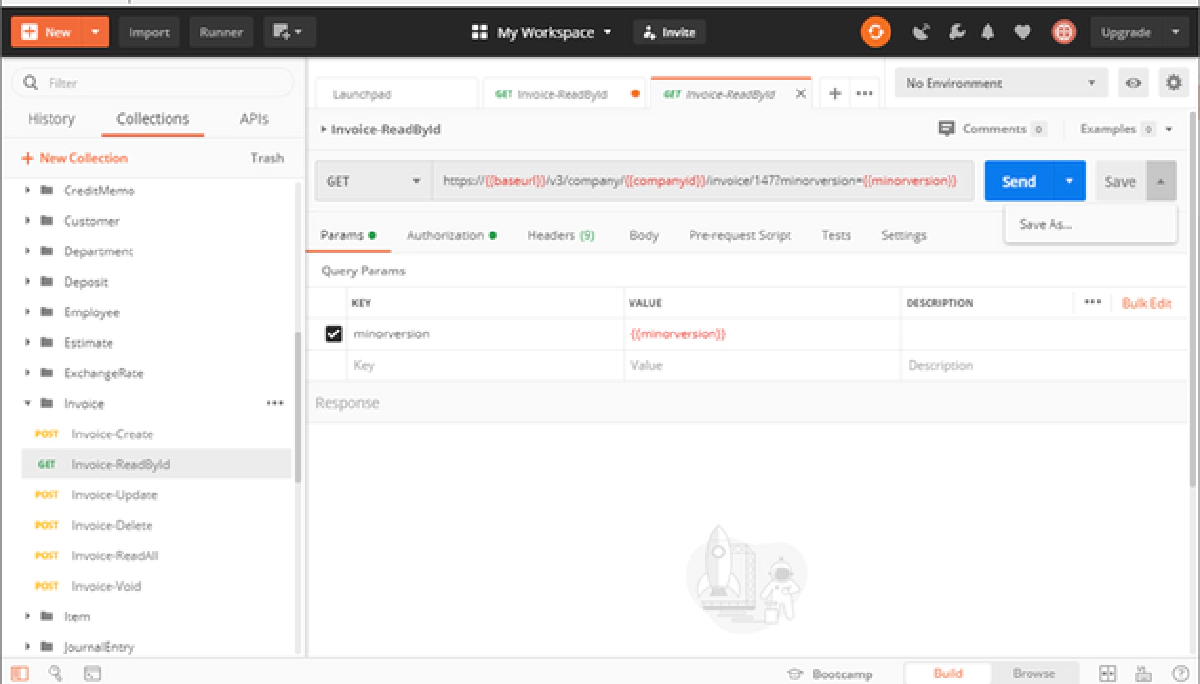 New Import Runner My Workspace Invite Upgrade
Filter
History Collections APIs
New Collection Trash
CreditMemo
Customer
Department
Deposit
Employee
Estimate
ExchangeRate
Invoice
POST Invoice-Create
GET Invoice-ReadById
POST Invoice-Update
POST Invoice-Delete
POST Invoice-ReadAll
POST Invoice-Void
Item
JournalEntry
Launchpad GET Invoice-ReadById GET Invoice-ReadById No Environment
Invoice-ReadById Comments 0 Examples 0
GET https://{{baseurl}}/v3/company/{{companyid}}/invoice/147?minorversion={{minorversion}} Send Save
Save As...
Params Authorization Headers (9) Body Pre-request Script Tests Settings
Query Params
KEY VALUE DESCRIPTION Bulk Edit
minorversion {{minorversion}}
Key Value Description
Response
Bootcamp Build Browse